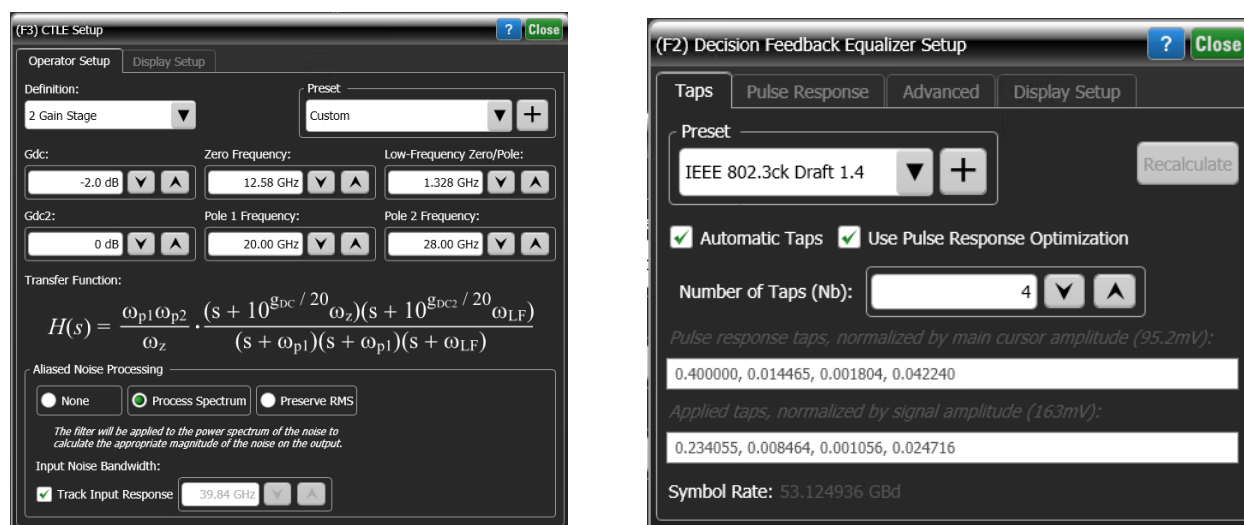 (F3) CTLE Setup ? Close
Operator Setup Display Setup
Definition: Preset
2 Gain Stage Custom +
Gdc: Zero Frequency: Low-Frequency Zero/Pole:
-2.0 dB 12.58 GHz 1.328 GHz
Gdc2: Pole 1 Frequency: Pole 2 Frequency:
0 dB 20.00 GHz 28.00 GHz
Transfer Function:
H(s) = ωp1ωp2 / ωz · (s + 10^(gDC / 20)ωz)(s + 10^(gDC2 / 20)ωLF) / (s + ωp1)(s + ωp1)(s + ωLF)
Aliased Noise Processing
None Process Spectrum Preserve RMS
The filter will be applied to the power spectrum of the noise to
calculate the appropriate magnitude of the noise on the output.
Input Noise Bandwidth:
Track Input Response 39.84 GHz
(F2) Decision Feedback Equalizer Setup ? Close
Taps Pulse Response Advanced Display Setup
Preset
IEEE 802.3ck Draft 1.4 + Recalculate
Automatic Taps Use Pulse Response Optimization
Number of Taps (Nb): 4
Pulse response taps, normalized by main cursor amplitude (95.2mV):
0.400000, 0.014465, 0.001804, 0.042240
Applied taps, normalized by signal amplitude (163mV):
0.234055, 0.008464, 0.001056, 0.024716
Symbol Rate: 53.124936 GBd